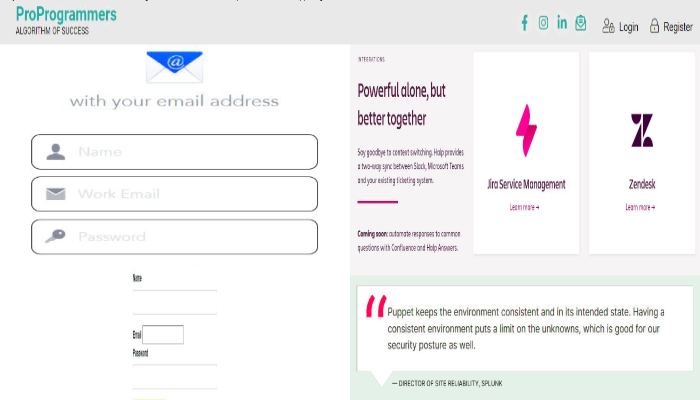 ProProgrammers
ALGORITHM OF SUCCESS
Login
Register
@
with your email address
Name
Work Email
Password
Name
Email
Password
INTEGRATIONS
Powerful alone, but
better together
Say goodbye to context switching. Halp provides
a two-way sync between Slack, Microsoft Teams
and your existing ticketing system.
Coming soon: automate responses to common
questions with Confluence and Halp Answers.
Jira Service Management
Learn more →
Zendesk
Learn more →
“Puppet keeps the environment consistent and in its intended state. Having a
consistent environment puts a limit on the unknowns, which is good for our
security posture as well.
— DIRECTOR OF SITE RELIABILITY, SPLUNK